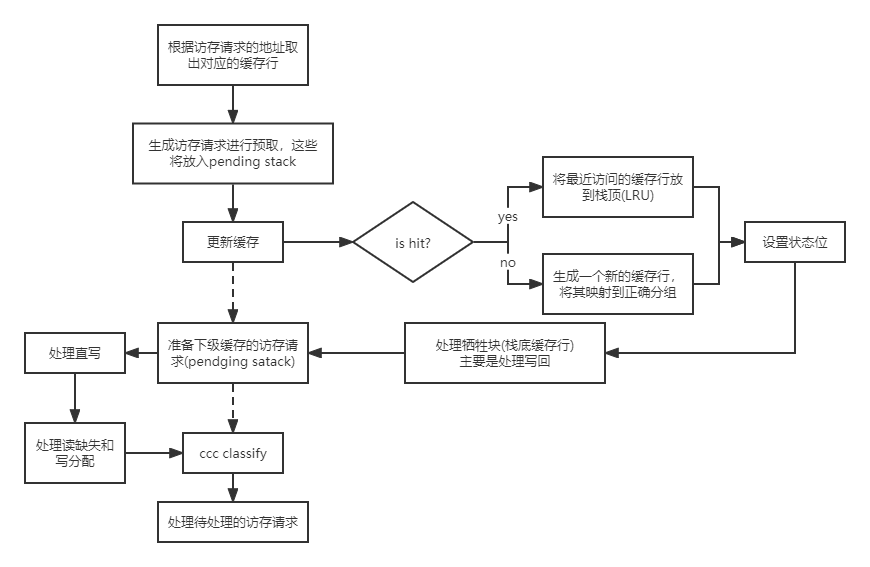 根据访存请求的地址取
出对应的缓存行
生成访存请求进行预取，这些
将放入pending stack
更新缓存
is hit?
yes
no
将最近访问的缓存行放
到栈顶(LRU)
生成一个新的缓存行，
将其映射到正确分组
设置状态位
处理牺牲块(栈底缓存行)
主要是处理写回
准备下级缓存的访存请
求(pendging satack)
处理直写
处理读缺失和
写分配
ccc classify
处理待处理的访存请求